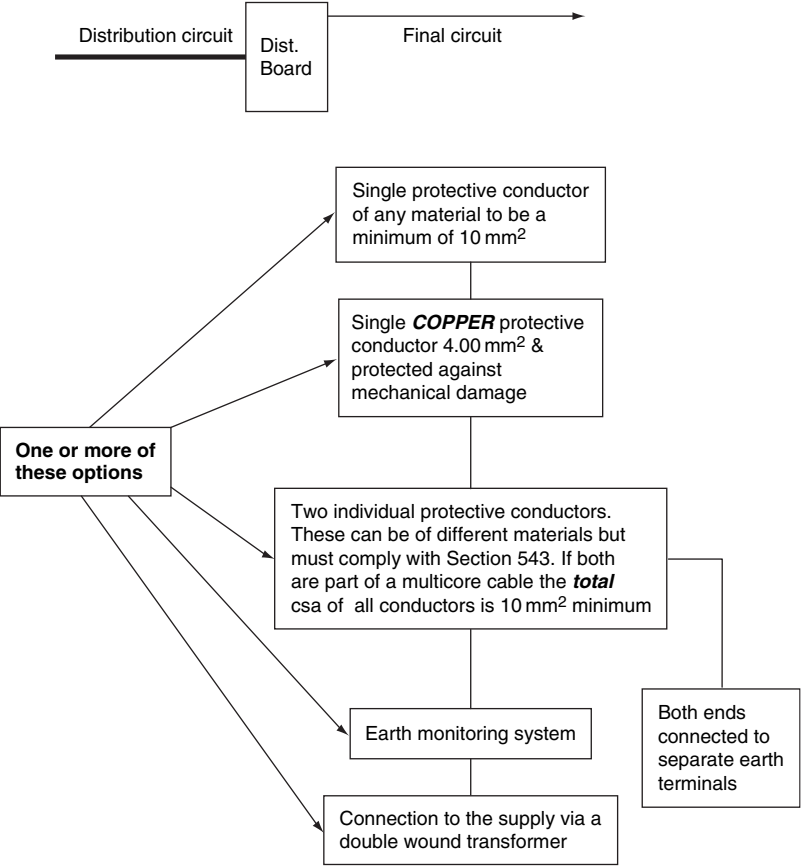 Distribution circuit
Dist.
Board
Final circuit
Single protective conductor
of any material to be a
minimum of 10 mm²
Single COPPER protective
conductor 4.00 mm² &
protected against
mechanical damage
One or more of
these options
Two individual protective conductors.
These can be of different materials but
must comply with Section 543. If both
are part of a multicore cable the total
csa of all conductors is 10 mm² minimum
Earth monitoring system
Both ends
connected to
separate earth
terminals
Connection to the supply via a
double wound transformer